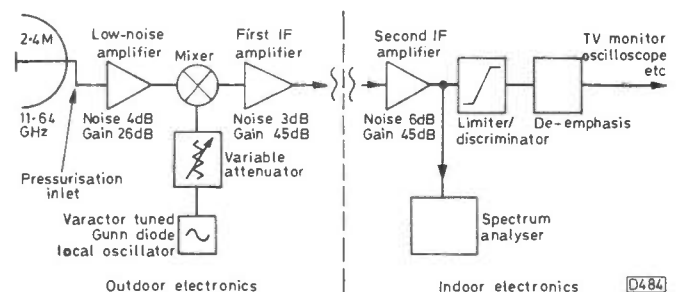 2·4M
11·64
GHz
Pressurisation
inlet
Low-noise
amplifier
Noise 4dB
Gain 26dB
Mixer
Variable
attenuator
Varactor tuned
Gunn diode
local oscillator
First IF
amplifier
Noise 3dB
Gain 45dB
Outdoor electronics
Second IF
amplifier
Noise 6dB
Gain 45dB
Limiter/
discriminator
De-emphasis
TV monitor
oscilloscope
etc
Spectrum
analyser
Indoor electronics
D484